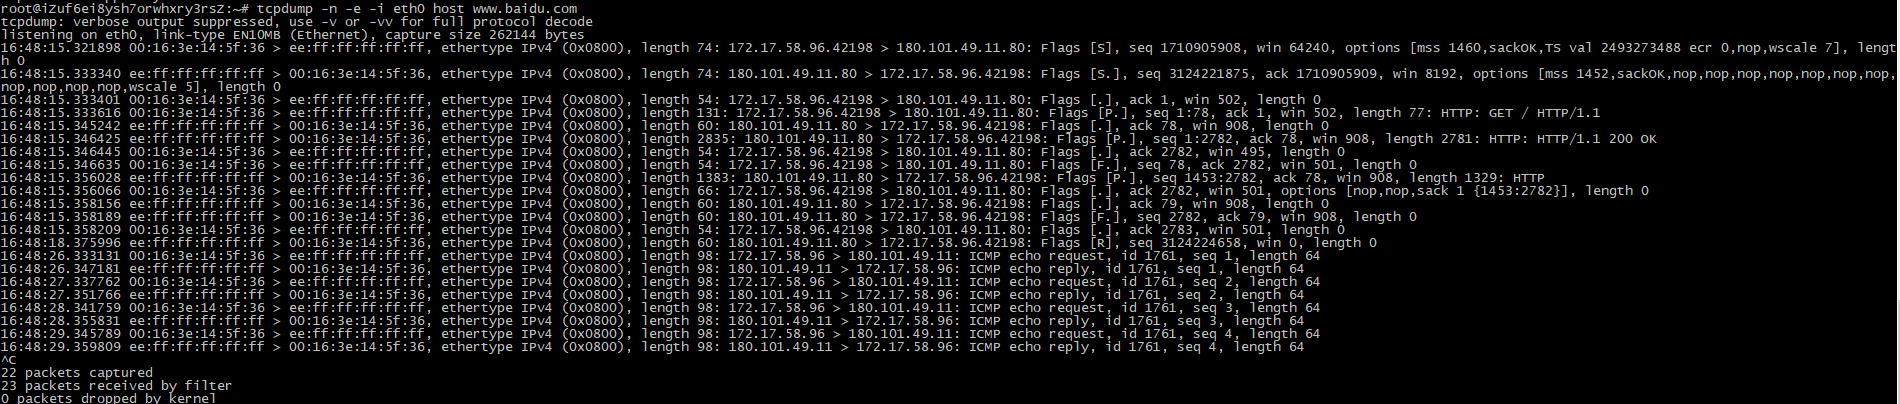 root@iZuf6ei8ysh7orwhxry3rsZ:~# tcpdump -n -e -i eth0 host www.baidu.com
tcpdump: verbose output suppressed, use -v or -vv for full protocol decode
listening on eth0, link-type EN10MB (Ethernet), capture size 262144 bytes
16:48:15.321898 00:16:3e:14:5f:36 > ee:ff:ff:ff:ff:ff, ethertype IPv4 (0x0800), length 74: 172.17.58.96.42198 > 180.101.49.11.80: Flags [S], seq 1710905908, win 64240, options [mss 1460,sackOK,TS val 2493273488 ecr 0,nop,wscale 7], lengt
h 0
16:48:15.333340 ee:ff:ff:ff:ff:ff > 00:16:3e:14:5f:36, ethertype IPv4 (0x0800), length 74: 180.101.49.11.80 > 172.17.58.96.42198: Flags [S.], seq 3124221875, ack 1710905909, win 8192, options [mss 1452,sackOK,nop,nop,nop,nop,nop,nop,nop,
nop,nop,nop,nop,wscale 5], length 0
16:48:15.333401 00:16:3e:14:5f:36 > ee:ff:ff:ff:ff:ff, ethertype IPv4 (0x0800), length 54: 172.17.58.96.42198 > 180.101.49.11.80: Flags [.], ack 1, win 502, length 0
16:48:15.333616 00:16:3e:14:5f:36 > ee:ff:ff:ff:ff:ff, ethertype IPv4 (0x0800), length 131: 172.17.58.96.42198 > 180.101.49.11.80: Flags [P.], seq 1:78, ack 1, win 502, length 77: HTTP: GET / HTTP/1.1
16:48:15.345242 ee:ff:ff:ff:ff:ff > 00:16:3e:14:5f:36, ethertype IPv4 (0x0800), length 60: 180.101.49.11.80 > 172.17.58.96.42198: Flags [.], ack 78, win 908, length 0
16:48:15.346425 ee:ff:ff:ff:ff:ff > 00:16:3e:14:5f:36, ethertype IPv4 (0x0800), length 2835: 180.101.49.11.80 > 172.17.58.96.42198: Flags [P.], seq 1:2782, ack 78, win 908, length 2781: HTTP: HTTP/1.1 200 OK
16:48:15.346445 00:16:3e:14:5f:36 > ee:ff:ff:ff:ff:ff, ethertype IPv4 (0x0800), length 54: 172.17.58.96.42198 > 180.101.49.11.80: Flags [.], ack 2782, win 495, length 0
16:48:15.346635 00:16:3e:14:5f:36 > ee:ff:ff:ff:ff:ff, ethertype IPv4 (0x0800), length 54: 172.17.58.96.42198 > 180.101.49.11.80: Flags [F.], seq 78, ack 2782, win 501, length 0
16:48:15.356028 ee:ff:ff:ff:ff:ff > 00:16:3e:14:5f:36, ethertype IPv4 (0x0800), length 1383: 180.101.49.11.80 > 172.17.58.96.42198: Flags [P.], seq 1453:2782, ack 78, win 908, length 1329: HTTP
16:48:15.356066 00:16:3e:14:5f:36 > ee:ff:ff:ff:ff:ff, ethertype IPv4 (0x0800), length 66: 172.17.58.96.42198 > 180.101.49.11.80: Flags [.], ack 2782, win 501, options [nop,nop,sack 1 {1453:2782}], length 0
16:48:15.358156 ee:ff:ff:ff:ff:ff > 00:16:3e:14:5f:36, ethertype IPv4 (0x0800), length 60: 180.101.49.11.80 > 172.17.58.96.42198: Flags [.], ack 79, win 908, length 0
16:48:15.358189 ee:ff:ff:ff:ff:ff > 00:16:3e:14:5f:36, ethertype IPv4 (0x0800), length 60: 180.101.49.11.80 > 172.17.58.96.42198: Flags [F.], seq 2782, ack 79, win 908, length 0
16:48:15.358209 00:16:3e:14:5f:36 > ee:ff:ff:ff:ff:ff, ethertype IPv4 (0x0800), length 54: 172.17.58.96.42198 > 180.101.49.11.80: Flags [.], ack 2783, win 501, length 0
16:48:18.375996 ee:ff:ff:ff:ff:ff > 00:16:3e:14:5f:36, ethertype IPv4 (0x0800), length 60: 180.101.49.11.80 > 172.17.58.96.42198: Flags [R], seq 3124224658, win 0, length 0
16:48:26.333131 00:16:3e:14:5f:36 > ee:ff:ff:ff:ff:ff, ethertype IPv4 (0x0800), length 98: 172.17.58.96 > 180.101.49.11: ICMP echo request, id 1761, seq 1, length 64
16:48:26.347181 ee:ff:ff:ff:ff:ff > 00:16:3e:14:5f:36, ethertype IPv4 (0x0800), length 98: 180.101.49.11 > 172.17.58.96: ICMP echo reply, id 1761, seq 1, length 64
16:48:27.337762 00:16:3e:14:5f:36 > ee:ff:ff:ff:ff:ff, ethertype IPv4 (0x0800), length 98: 172.17.58.96 > 180.101.49.11: ICMP echo request, id 1761, seq 2, length 64
16:48:27.351766 ee:ff:ff:ff:ff:ff > 00:16:3e:14:5f:36, ethertype IPv4 (0x0800), length 98: 180.101.49.11 > 172.17.58.96: ICMP echo reply, id 1761, seq 2, length 64
16:48:28.341759 00:16:3e:14:5f:36 > ee:ff:ff:ff:ff:ff, ethertype IPv4 (0x0800), length 98: 172.17.58.96 > 180.101.49.11: ICMP echo request, id 1761, seq 3, length 64
16:48:28.355831 ee:ff:ff:ff:ff:ff > 00:16:3e:14:5f:36, ethertype IPv4 (0x0800), length 98: 180.101.49.11 > 172.17.58.96: ICMP echo reply, id 1761, seq 3, length 64
16:48:29.345789 00:16:3e:14:5f:36 > ee:ff:ff:ff:ff:ff, ethertype IPv4 (0x0800), length 98: 172.17.58.96 > 180.101.49.11: ICMP echo request, id 1761, seq 4, length 64
16:48:29.359809 ee:ff:ff:ff:ff:ff > 00:16:3e:14:5f:36, ethertype IPv4 (0x0800), length 98: 180.101.49.11 > 172.17.58.96: ICMP echo reply, id 1761, seq 4, length 64
^C
22 packets captured
23 packets received by filter
0 packets dropped by kernel